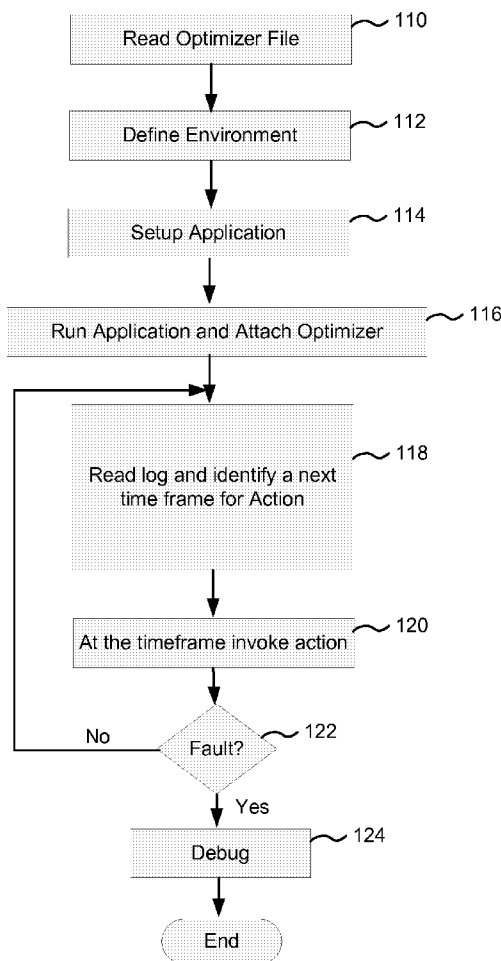 Read Optimizer File
110
Define Environment
112
Setup Application
114
Run Application and Attach Optimizer
116
Read log and identify a next
time frame for Action
118
At the timeframe invoke action
120
Fault?
122
No
Yes
Debug
124
End